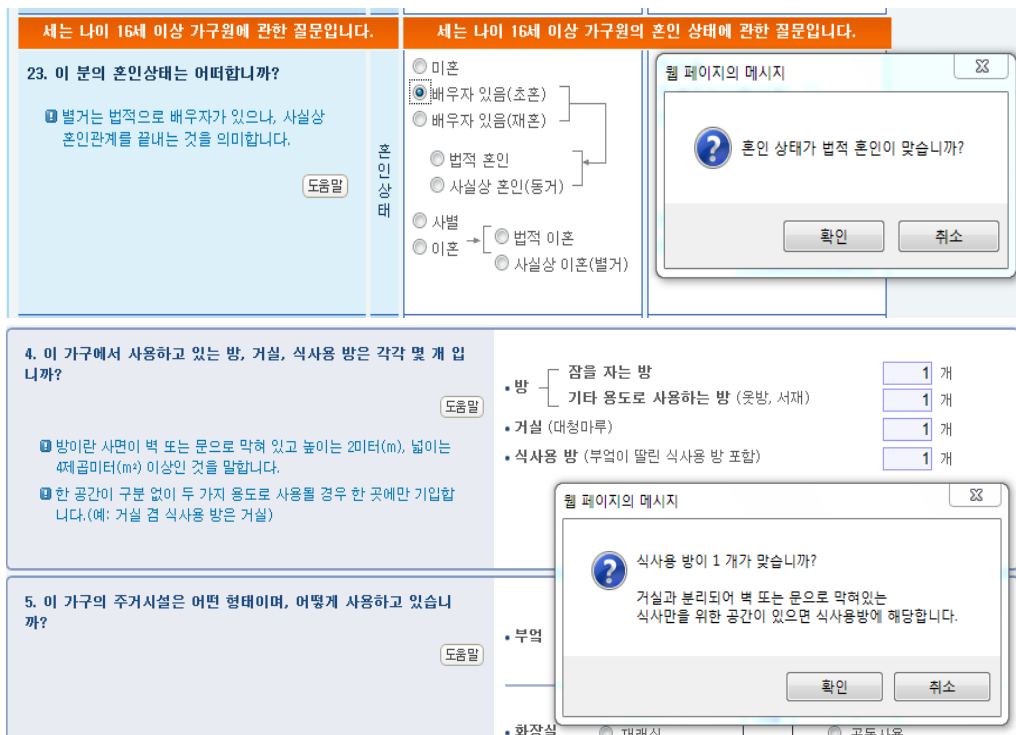 세는 나이 16세 이상 가구원에 관한 질문입니다.
세는 나이 16세 이상 가구원의 혼인 상태에 관한 질문입니다.
23. 이 분의 혼인상태는 어떠합니까?
별거는 법적으로 배우자가 있으나, 사실상
혼인관계를 끝내는 것을 의미합니다.
도움말
혼인상태
미혼
배우자 있음(초혼)
배우자 있음(재혼)
법적 혼인
사실상 혼인(동거)
사별
이혼
법적 이혼
사실상 이혼(별거)
웹 페이지의 메시지
혼인 상태가 법적 혼인이 맞습니까?
확인
취소
4. 이 가구에서 사용하고 있는 방, 거실, 식사용 방은 각각 몇 개 입
니까?
도움말
방이란 사면이 벽 또는 문으로 막혀 있고 높이는 2미터(m), 넓이는
4제곱미터(m²) 이상인 것을 말합니다.
한 공간이 구분 없이 두 가지 용도로 사용될 경우 한 곳에만 기입합
니다.(예: 거실 겸 식사용 방은 거실)
• 방
잠을 자는 방 1 개
기타 용도로 사용하는 방 (옷방, 서재) 1 개
• 거실 (대청마루) 1 개
• 식사용 방 (부엌이 딸린 식사용 방 포함) 1 개
웹 페이지의 메시지
식사용 방이 1 개가 맞습니까?
거실과 분리되어 벽 또는 문으로 막혀있는
식사만을 위한 공간이 있으면 식사용방에 해당합니다.
확인
취소
5. 이 가구의 주거시설은 어떤 형태이며, 어떻게 사용하고 있습니
까?
도움말
• 부엌
• 화장실
재래식
공동사용